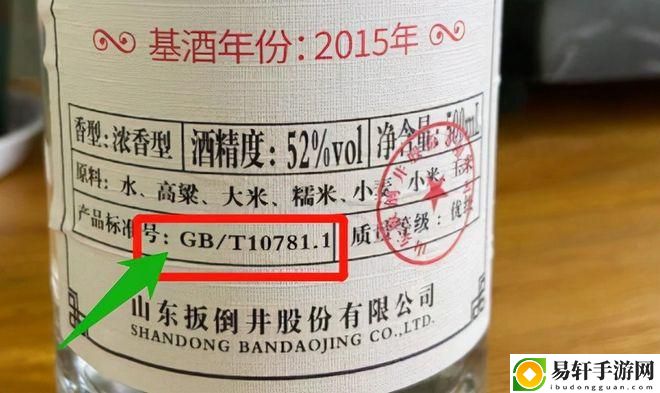 基酒年份：2015年
香型：浓香型 酒精度：52%vol 净含量：500mL
原料：水、高粱、大米、糯米、小麦、小米、玉米
产品标准号：GB/T10781.1 质量等级：优级
山东扳倒井股份有限公司
SHANDONG BANDAOJING CO.,LTD.
易轩手游网
ibudongguan.com